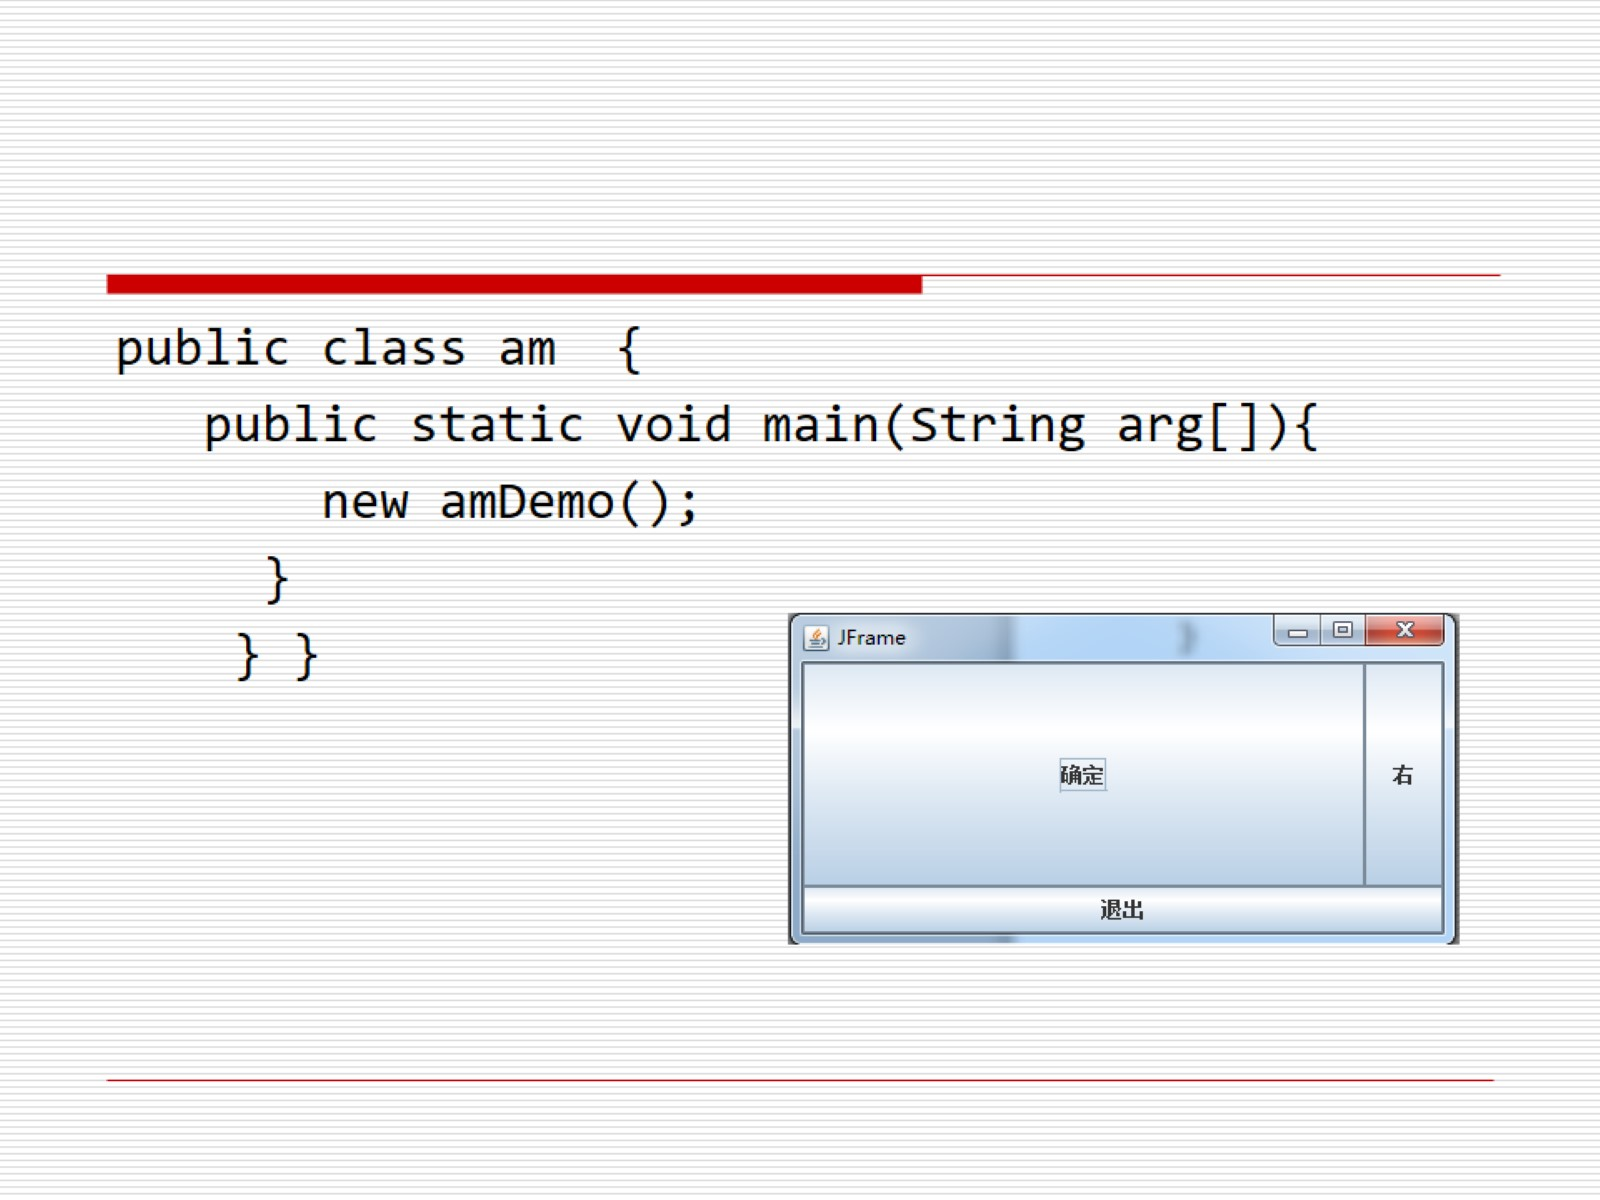 public class am {
public static void main(String arg[]){
new amDemo();
}
} }
JFrame
确定
右
退出